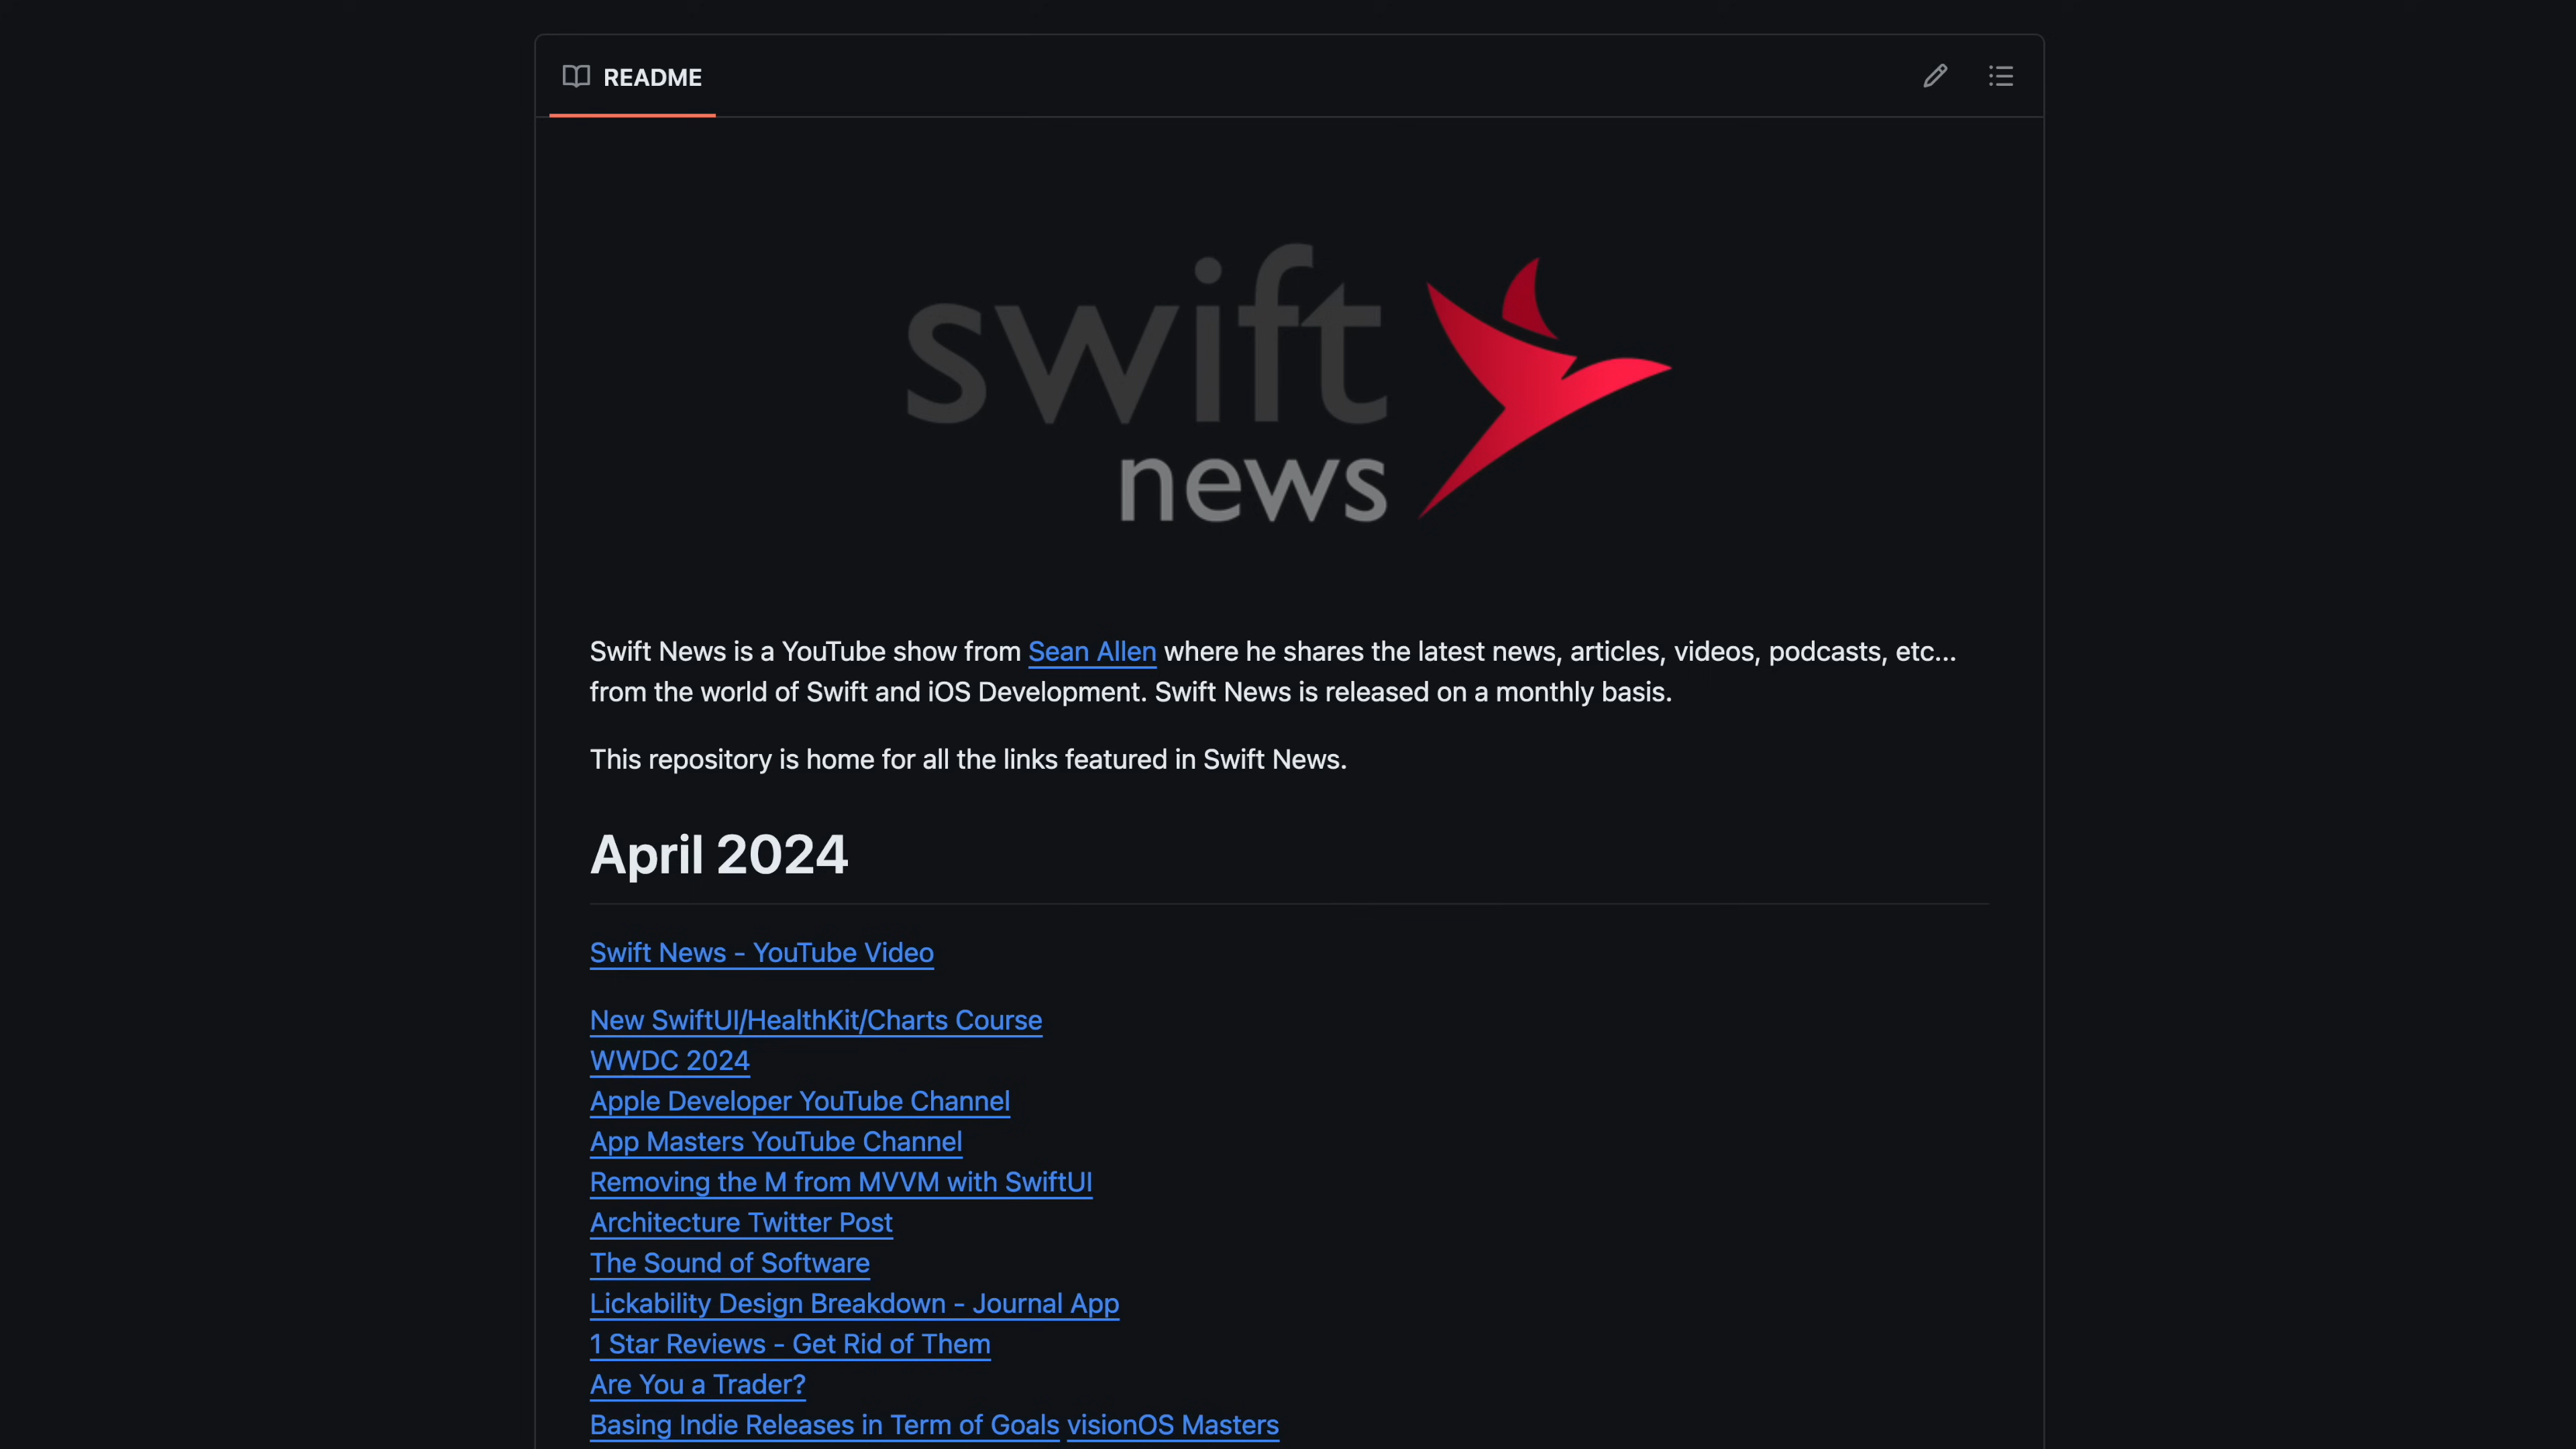 README
swift
news
Swift News is a YouTube show from Sean Allen where he shares the latest news, articles, videos, podcasts, etc...
from the world of Swift and iOS Development. Swift News is released on a monthly basis.
This repository is home for all the links featured in Swift News.
April 2024
Swift News - YouTube Video
New SwiftUI/HealthKit/Charts Course
WWDC 2024
Apple Developer YouTube Channel
App Masters YouTube Channel
Removing the M from MVVM with SwiftUI
Architecture Twitter Post
The Sound of Software
Lickability Design Breakdown - Journal App
1 Star Reviews - Get Rid of Them
Are You a Trader?
Basing Indie Releases in Term of Goals visionOS Masters